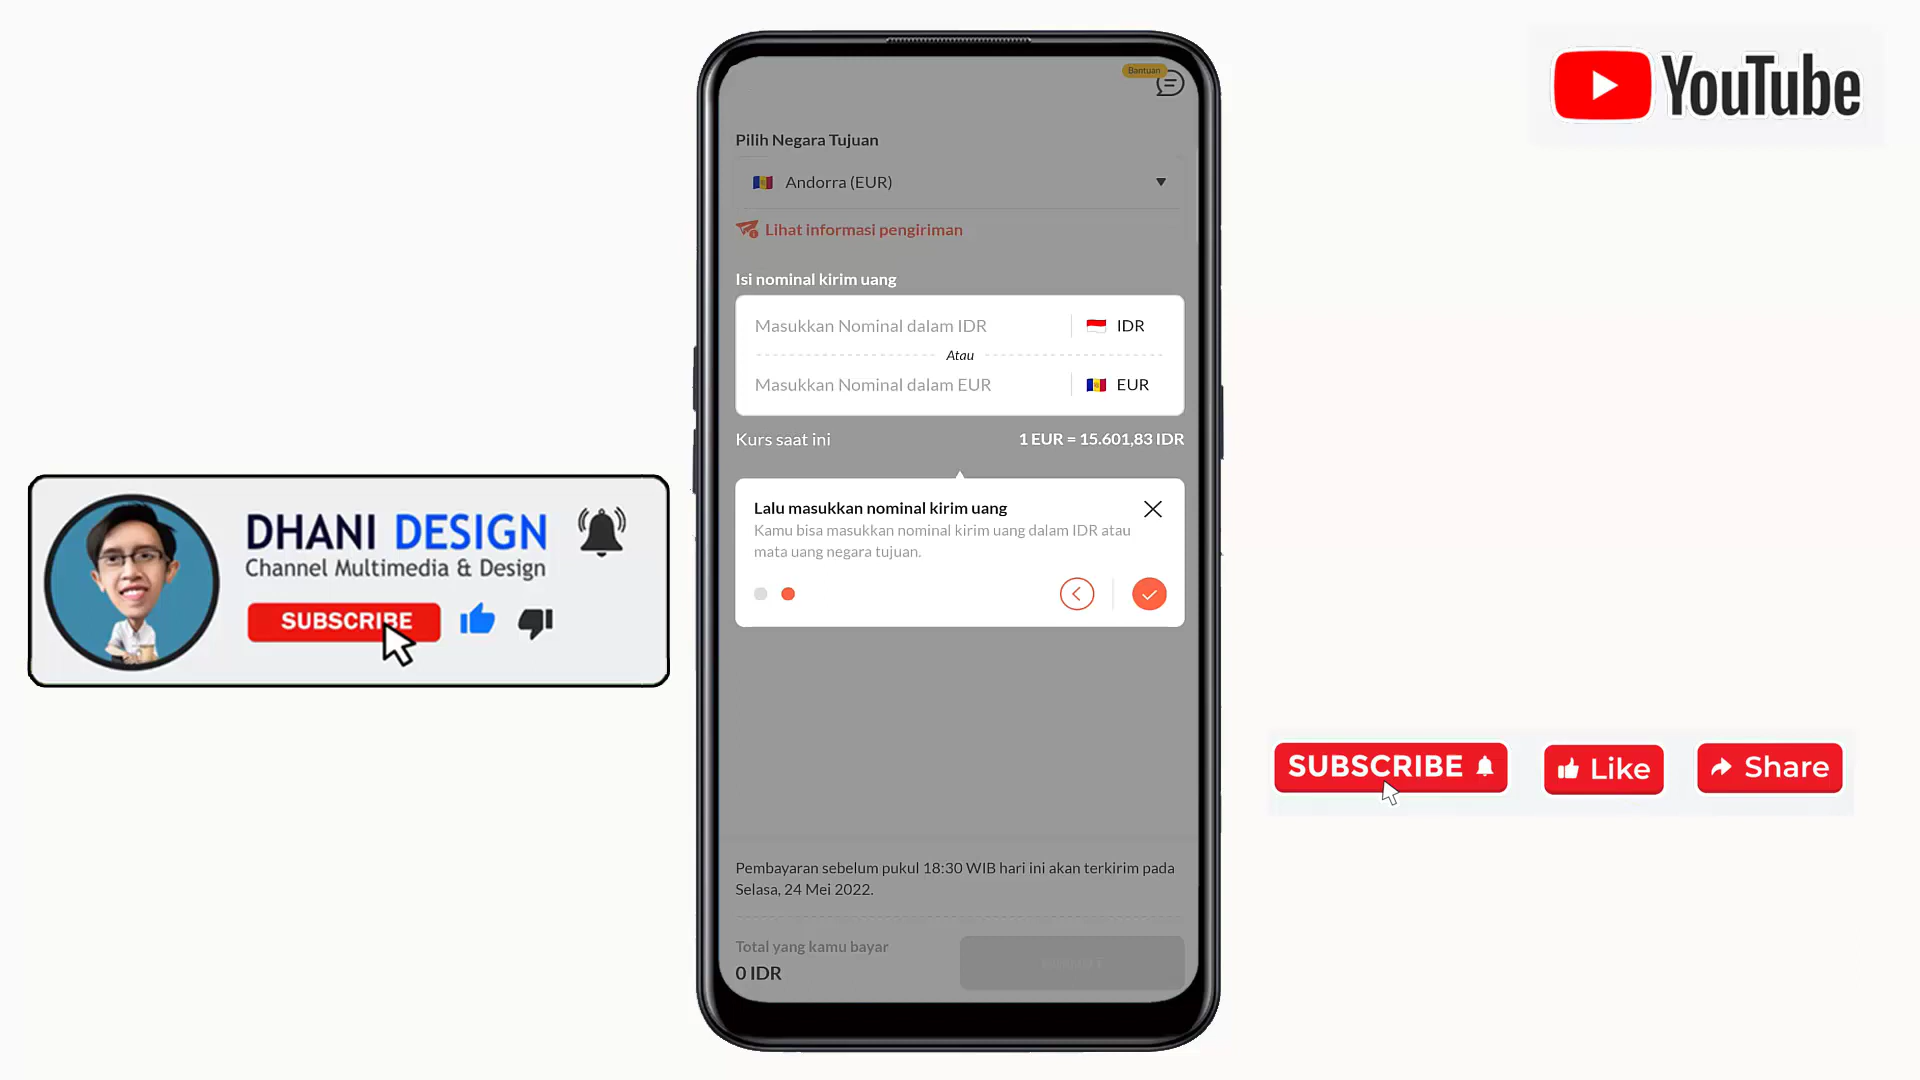 Bantuan
YouTube
Pilih Negara Tujuan
Andorra (EUR)
Lihat informasi pengiriman
Isi nominal kirim uang
Masukkan Nominal dalam IDR
IDR
Atau
Masukkan Nominal dalam EUR
EUR
Kurs saat ini
1 EUR = 15.601,83 IDR
Lalu masukkan nominal kirim uang
Kamu bisa masukkan nominal kirim uang dalam IDR atau
mata uang negara tujuan.
DHANI DESIGN
Channel Multimedia & Design
SUBSCRIBE
SUBSCRIBE
Like
Share
Pembayaran sebelum pukul 18:30 WIB hari ini akan terkirim pada
Selasa, 24 Mei 2022.
Total yang kamu bayar
0 IDR